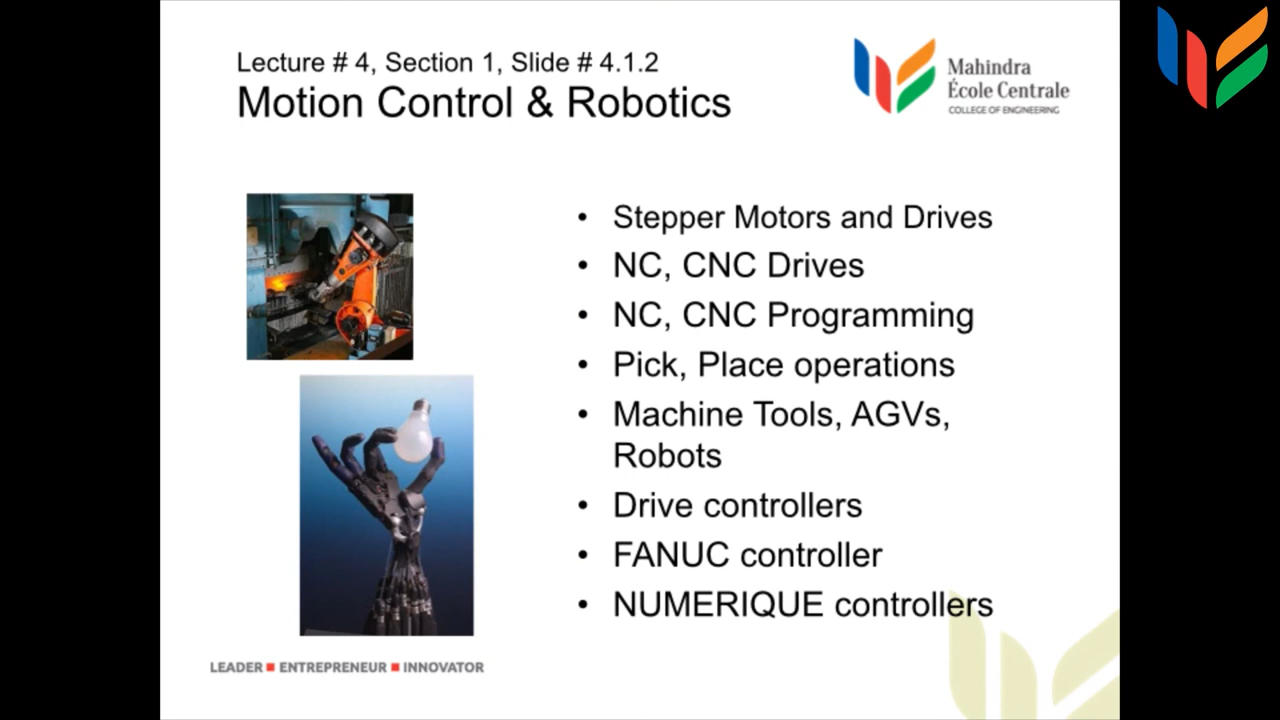 Lecture # 4, Section 1, Slide # 4.1.2
Motion Control & Robotics
Mahindra
École Centrale
COLLEGE OF ENGINEERING
• Stepper Motors and Drives
• NC, CNC Drives
• NC, CNC Programming
• Pick, Place operations
• Machine Tools, AGVs,
Robots
• Drive controllers
• FANUC controller
• NUMERIQUE controllers
LEADER ■ ENTREPRENEUR ■ INNOVATOR